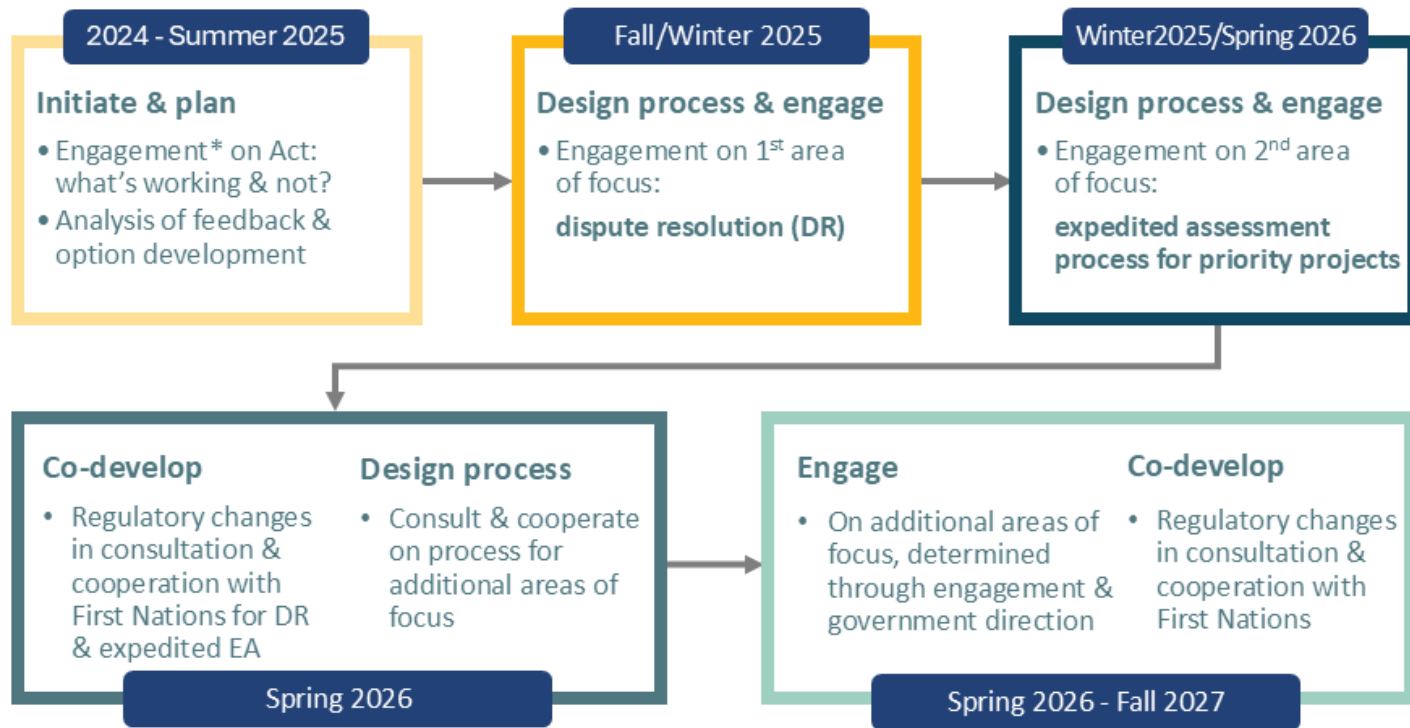 2024 - Summer 2025
Initiate & plan
• Engagement* on Act:
what's working & not?
• Analysis of feedback &
option development
Fall/Winter 2025
Design process & engage
• Engagement on 1st area
of focus:
dispute resolution (DR)
Winter2025/Spring 2026
Design process & engage
• Engagement on 2nd area
of focus:
expedited assessment
process for priority projects
Co-develop
• Regulatory changes
in consultation &
cooperation with
First Nations for DR
& expedited EA
Design process
• Consult & cooperate
on process for
additional areas of
focus
Spring 2026
Engage
• On additional areas of
focus, determined
through engagement &
government direction
Co-develop
• Regulatory changes
in consultation &
cooperation with
First Nations
Spring 2026 - Fall 2027